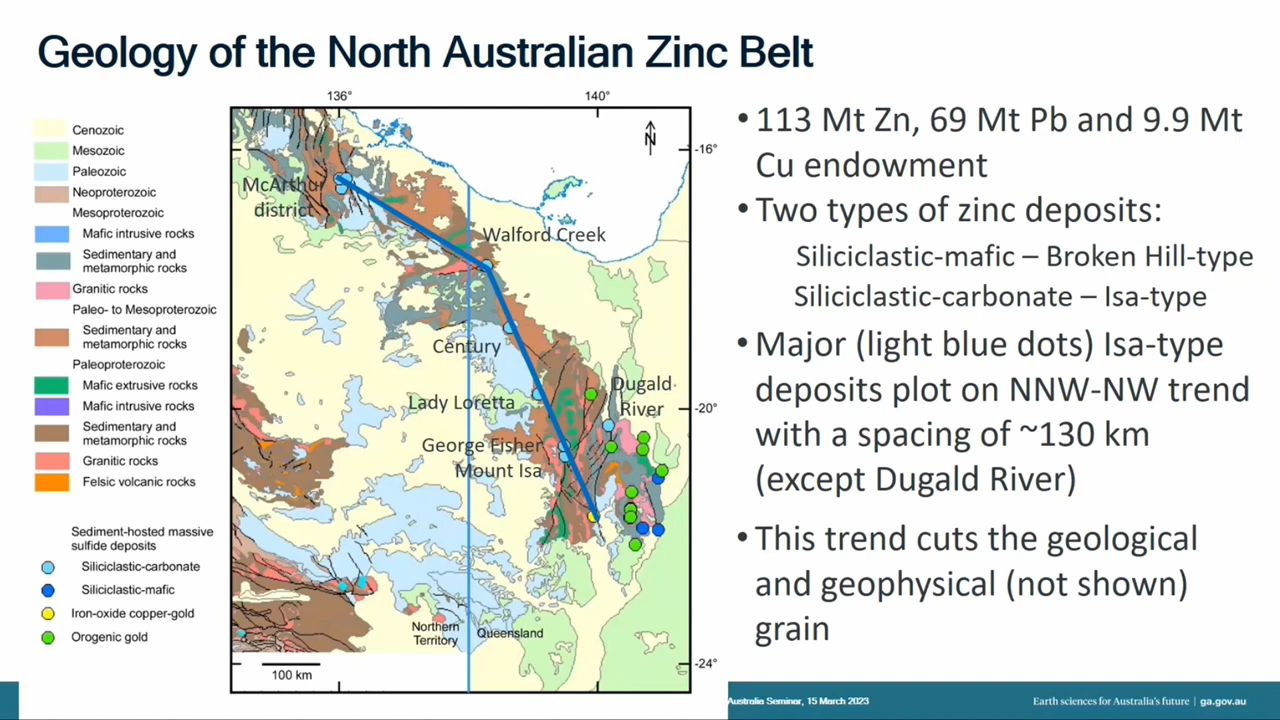 Geology of the North Australian Zinc Belt
Cenozoic
Mesozoic
Paleozoic
Neoproterozoic
Mesoproterozoic
Mafic intrusive rocks
Sedimentary and
metamorphic rocks
Granitic rocks
Paleo- to Mesoproterozoic
Sedimentary and
metamorphic rocks
Paleoproterozoic
Mafic extrusive rocks
Mafic intrusive rocks
Sedimentary and
metamorphic rocks
Granitic rocks
Felsic volcanic rocks
Sediment-hosted massive
sulfide deposits
Siliciclastic-carbonate
Siliciclastic-mafic
Iron-oxide copper-gold
Orogenic gold
136°
140°
N
-16°
McArthur
district
Walford Creek
Century
Dugald
River
Lady Loretta
-20°
George Fisher
Mount Isa
Northern
Territory
Queensland
-24°
100 km
• 113 Mt Zn, 69 Mt Pb and 9.9 Mt
Cu endowment
• Two types of zinc deposits:
Siliciclastic-mafic – Broken Hill-type
Siliciclastic-carbonate – Isa-type
• Major (light blue dots) Isa-type
deposits plot on NNW-NW trend
with a spacing of ~130 km
(except Dugald River)
• This trend cuts the geological
and geophysical (not shown)
grain
Australia Seminar, 15 March 2023
Earth sciences for Australia's future | ga.gov.au